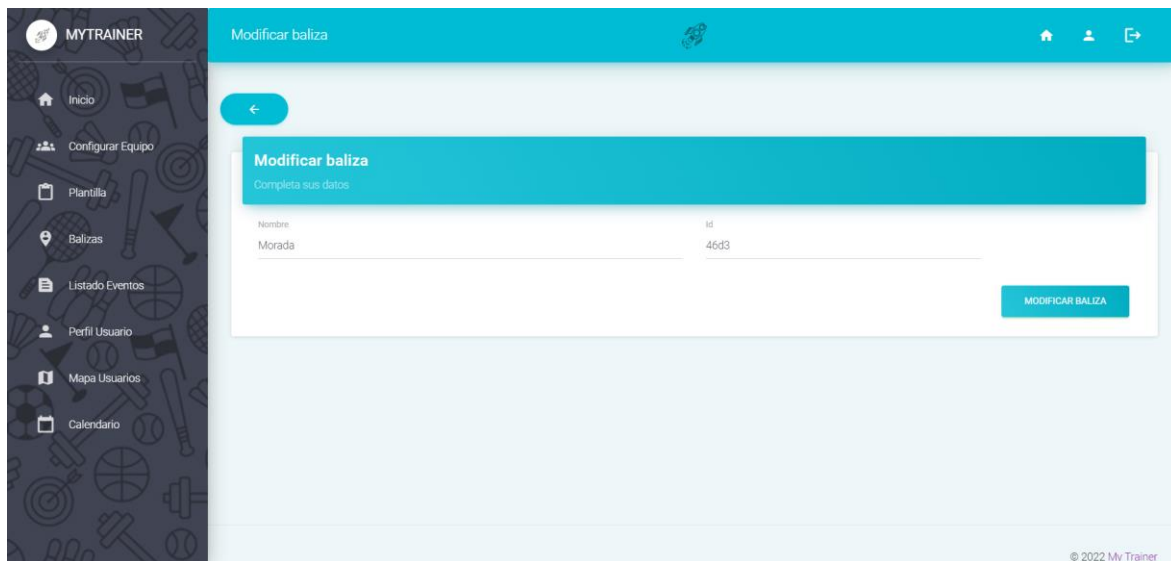 MYTRAINER
Inicio
Configurar Equipo
Plantilla
Balizas
Listado Eventos
Perfil Usuario
Mapa Usuarios
Calendario
Modificar baliza
Modificar baliza
Completa sus datos
Nombre Id
Morada 46d3
MODIFICAR BALIZA
© 2022 My Trainer